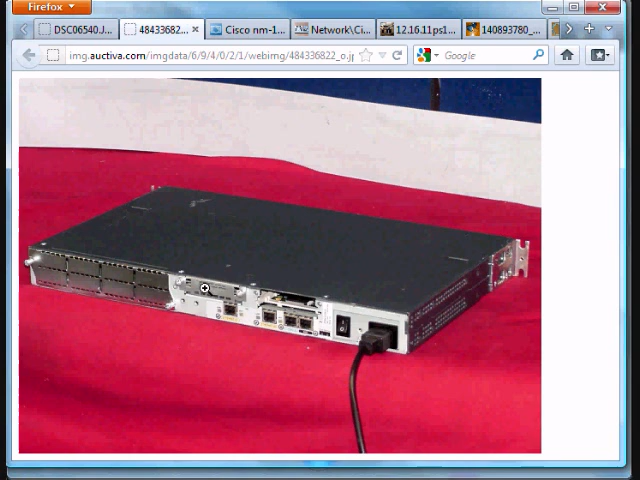 Firefox
DSC06540.J...
48433682...
Cisco nm-1...
Network\Ci...
12.16.11ps1...
140893780_...
img.auctiva.com/imgdata/6/9/4/0/2/1/webimg/484336822_o.jp
Google